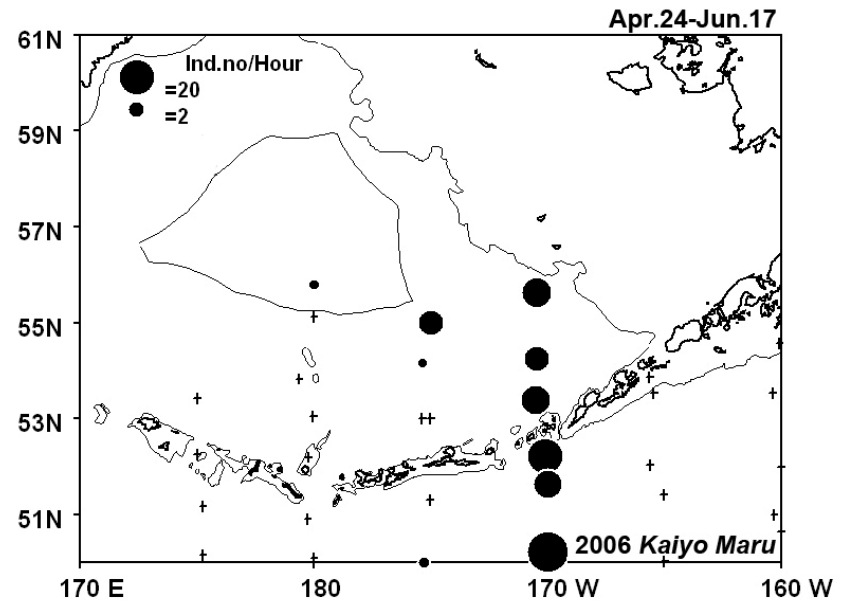 Apr.24-Jun.17
61N
Ind.no/Hour
=20
=2
59N
57N
55N
53N
51N
2006 Kaiyo Maru
170 E 180 170 W 160 W